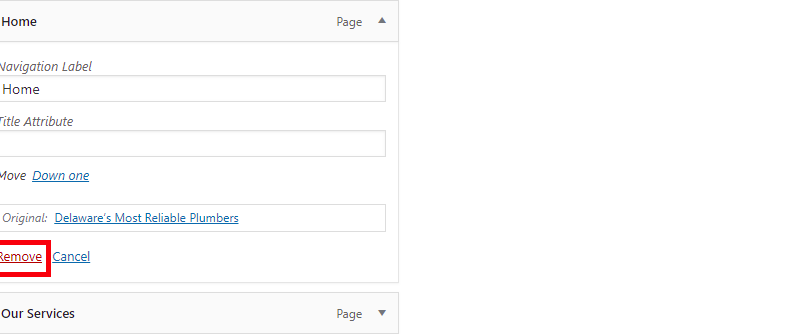 Home Page
Navigation Label
Home
Title Attribute
Move Down one
Original: Delaware's Most Reliable Plumbers
Remove Cancel
Our Services Page